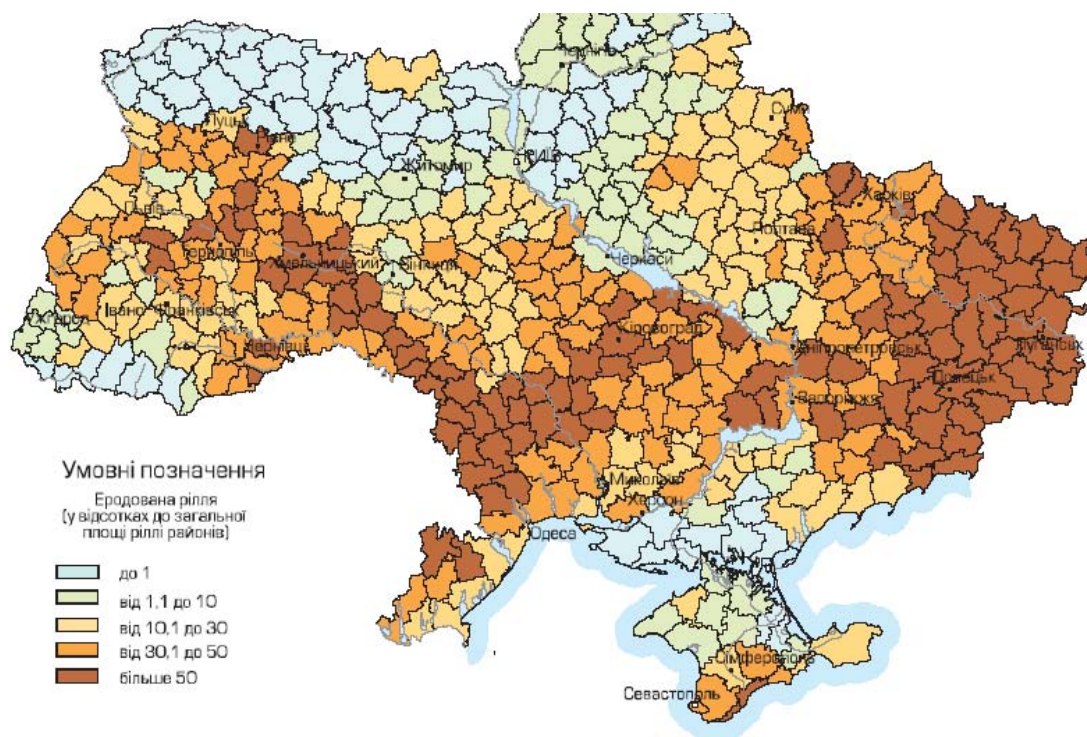 Чернігів
Суми
Луцьк
Рівне
КИЇВ
Житомир
Харків
Львів
Полтава
Тернопіль
Хмельницький
Вінниця
Черкаси
Ужгород
Івано-Франківськ
Кіровоград
Луганськ
Чернівці
Дніпропетровськ
Донецьк
Запоріжжя
Миколаїв
Херсон
Одеса
Сімферополь
Севастополь
Умовні позначення
Еродована рілля
(у відсотках до загальної
площі ріллі районів)
до 1
від 1,1 до 10
від 10,1 до 30
від 30,1 до 50
більше 50